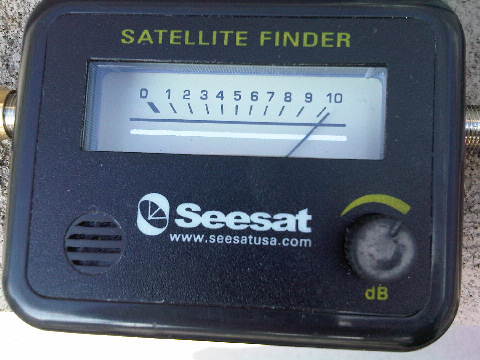 SATELLITE FINDER
0 1 2 3 4 5 6 7 8 9 10
Seesat
www.seesatusa.com
dB